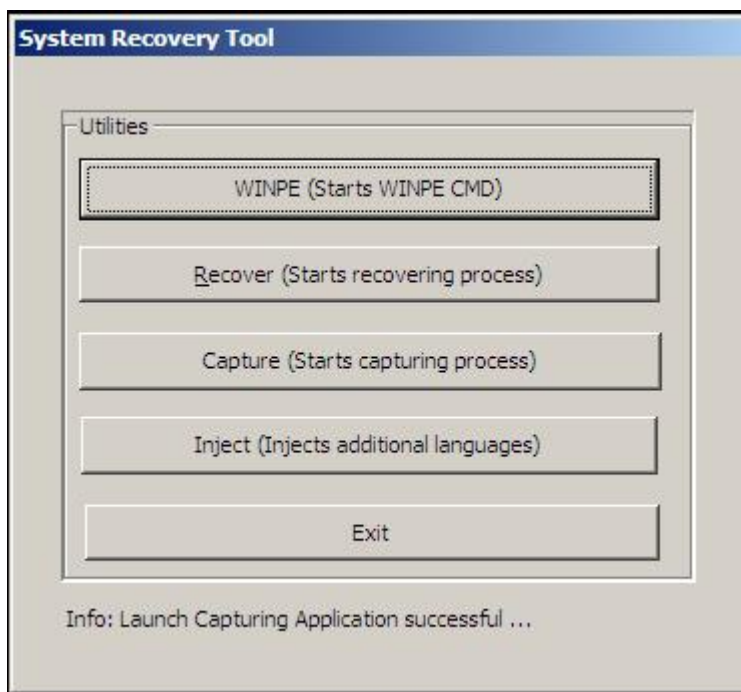 System Recovery Tool
Utilities
WINPE (Starts WINPE CMD)
Recover (Starts recovering process)
Capture (Starts capturing process)
Inject (Injects additional languages)
Exit
Info: Launch Capturing Application successful ...